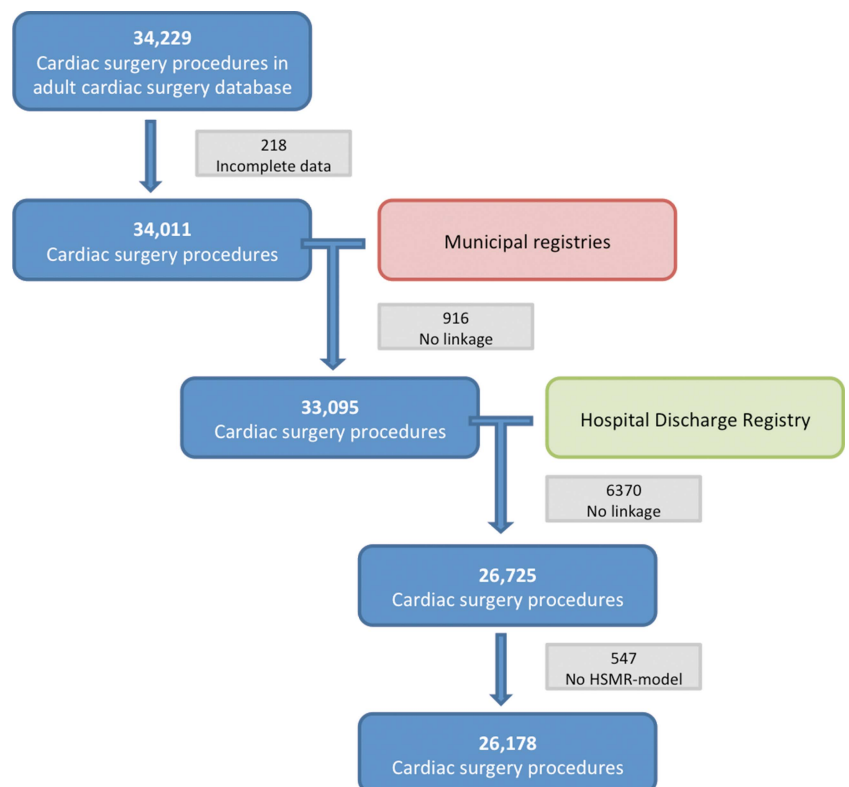 34,229
Cardiac surgery procedures in
adult cardiac surgery database
218
Incomplete data
34,011
Cardiac surgery procedures
Municipal registries
916
No linkage
33,095
Cardiac surgery procedures
Hospital Discharge Registry
6370
No linkage
26,725
Cardiac surgery procedures
547
No HSMR-model
26,178
Cardiac surgery procedures